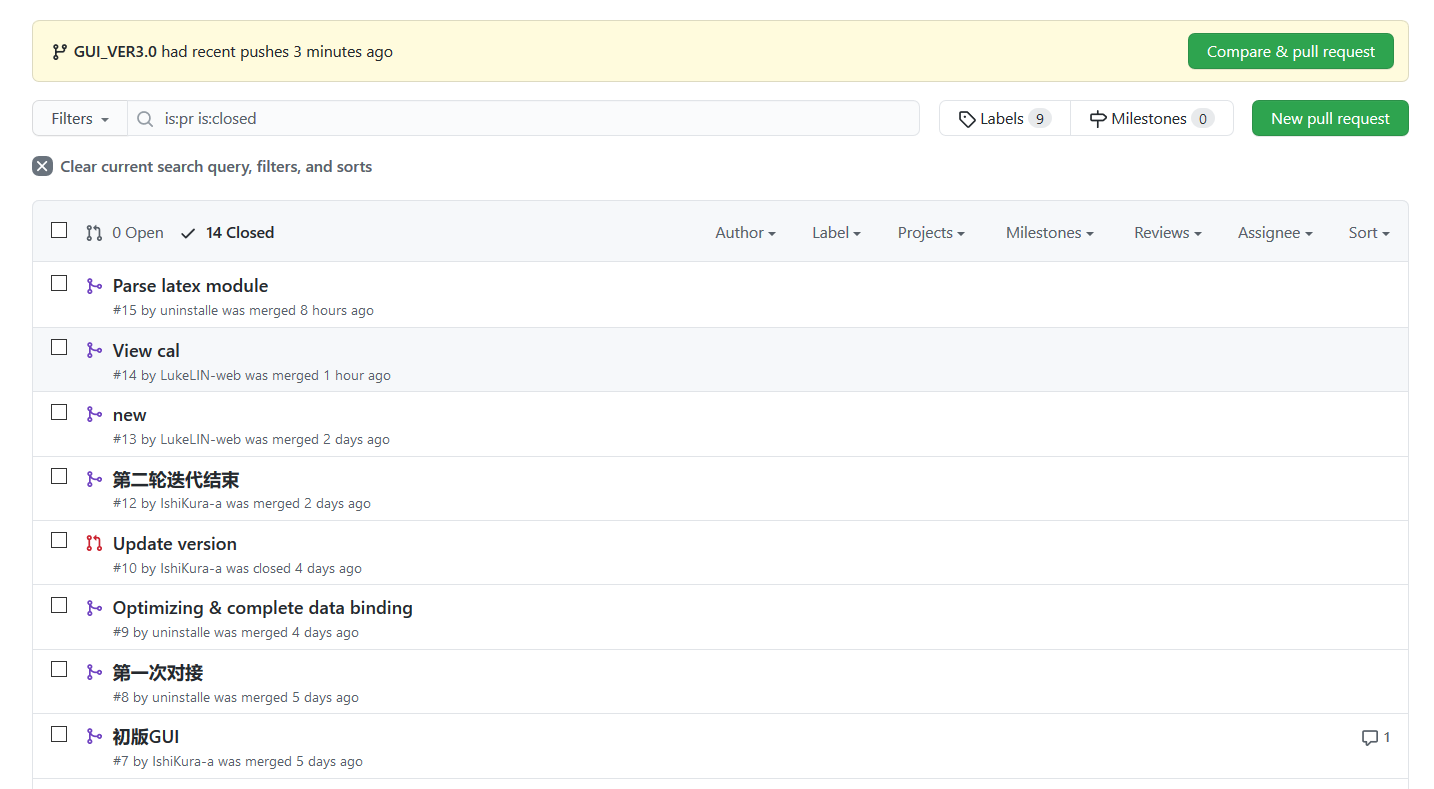 GUI_VER3.0 had recent pushes 3 minutes ago Compare & pull request
Filters is:pr is:closed Labels 9 Milestones 0 New pull request
Clear current search query, filters, and sorts
0 Open 14 Closed Author Label Projects Milestones Reviews Assignee Sort
Parse latex module
#15 by uninstalle was merged 8 hours ago
View cal
#14 by LukeLIN-web was merged 1 hour ago
new
#13 by LukeLIN-web was merged 2 days ago
第二轮迭代结束
#12 by IshiKura-a was merged 2 days ago
Update version
#10 by IshiKura-a was closed 4 days ago
Optimizing & complete data binding
#9 by uninstalle was merged 4 days ago
第一次对接
#8 by uninstalle was merged 5 days ago
初版GUI 1
#7 by IshiKura-a was merged 5 days ago